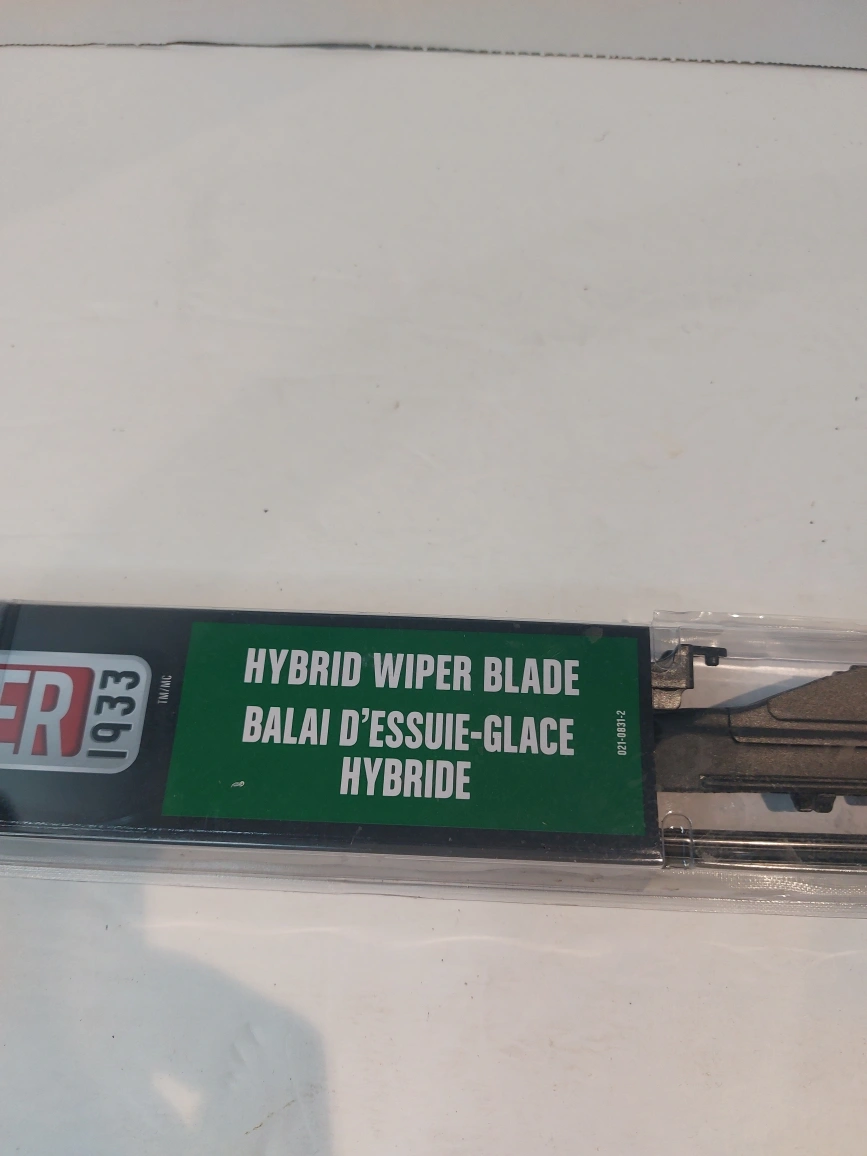 ER
1933
TM/MC
HYBRID WIPER BLADE
BALAI D'ESSUIE-GLACE
HYBRIDE
021-0831-2